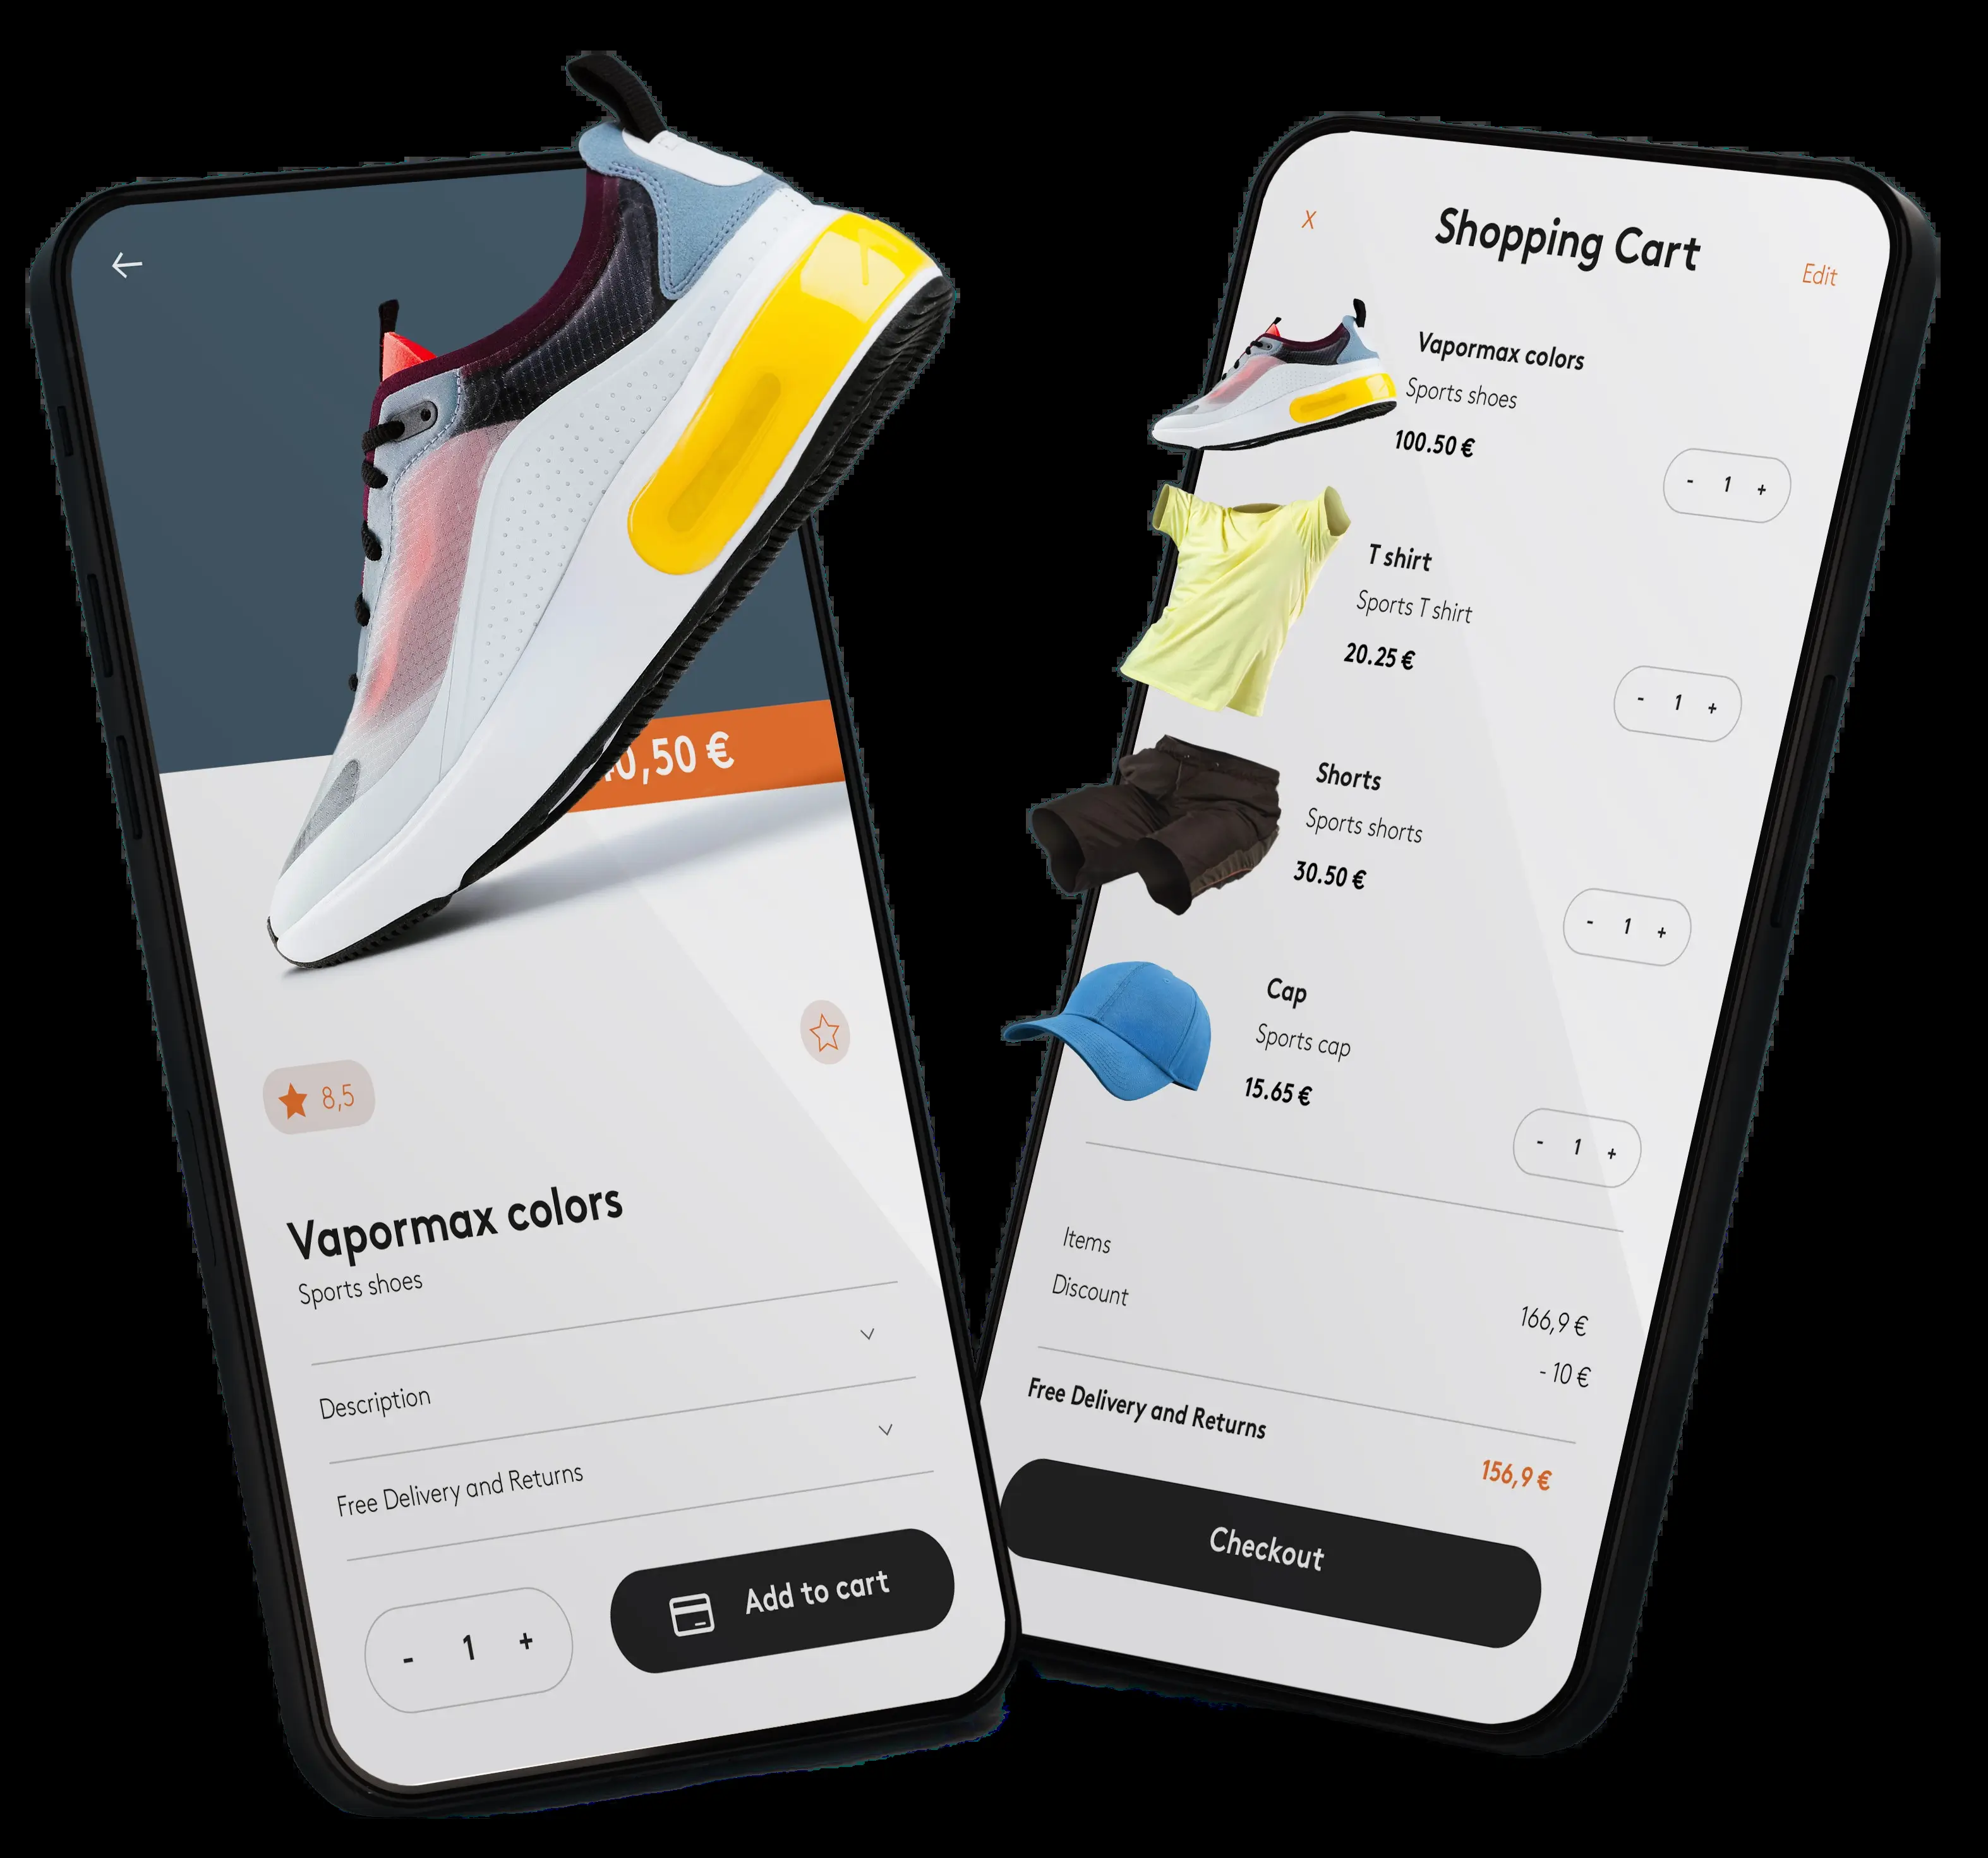 0,50 €
8,5
Vapormax colors
Sports shoes
Description
Free Delivery and Returns
- 1 +
Add to cart
X
Shopping Cart
Edit
Vapormax colors
Sports shoes
100.50 €
- 1 +
T shirt
Sports T shirt
20.25 €
- 1 +
Shorts
Sports shorts
30.50 €
- 1 +
Cap
Sports cap
15.65 €
- 1 +
Items
166,9 €
Discount
- 10 €
Free Delivery and Returns
156,9 €
Checkout